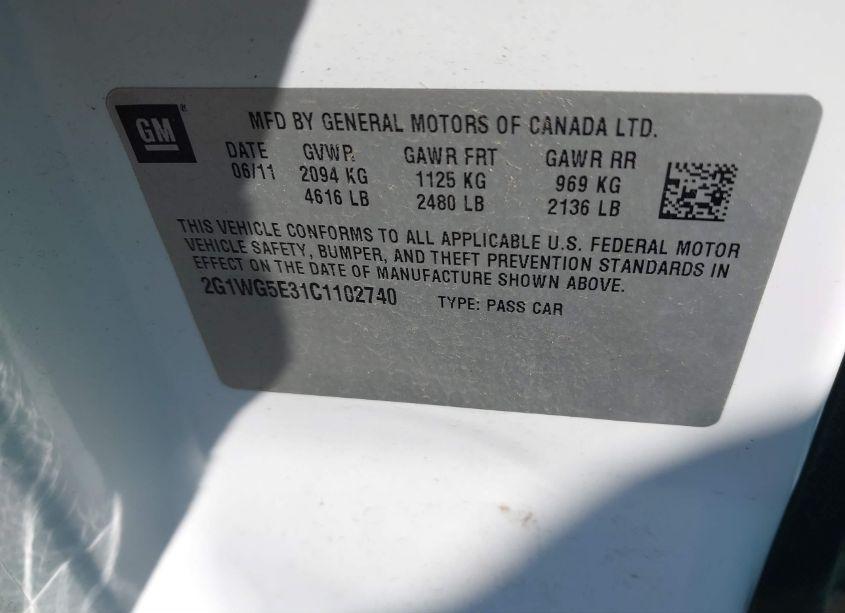 GM®
MFD BY GENERAL MOTORS OF CANADA LTD.
DATE GVWR GAWR FRT GAWR RR
06/11 2094 KG 1125 KG 969 KG
4616 LB 2480 LB 2136 LB
THIS VEHICLE CONFORMS TO ALL APPLICABLE U.S. FEDERAL MOTOR
VEHICLE SAFETY, BUMPER, AND THEFT PREVENTION STANDARDS IN
EFFECT ON THE DATE OF MANUFACTURE SHOWN ABOVE.
2G1WG5E31C1102740 TYPE: PASS CAR